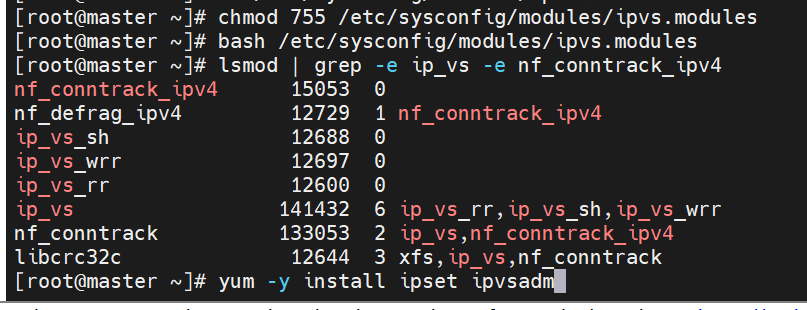 [root@master ~]# chmod 755 /etc/sysconfig/modules/ipvs.modules
[root@master ~]# bash /etc/sysconfig/modules/ipvs.modules
[root@master ~]# lsmod | grep -e ip_vs -e nf_conntrack_ipv4
nf_conntrack_ipv4      15053  0
nf_defrag_ipv4         12729  1 nf_conntrack_ipv4
ip_vs_sh               12688  0
ip_vs_wrr              12697  0
ip_vs_rr               12600  0
ip_vs                 141432  6 ip_vs_rr,ip_vs_sh,ip_vs_wrr
nf_conntrack          133053  2 ip_vs,nf_conntrack_ipv4
libcrc32c              12644  3 xfs,ip_vs,nf_conntrack
[root@master ~]# yum -y install ipset ipvsadm